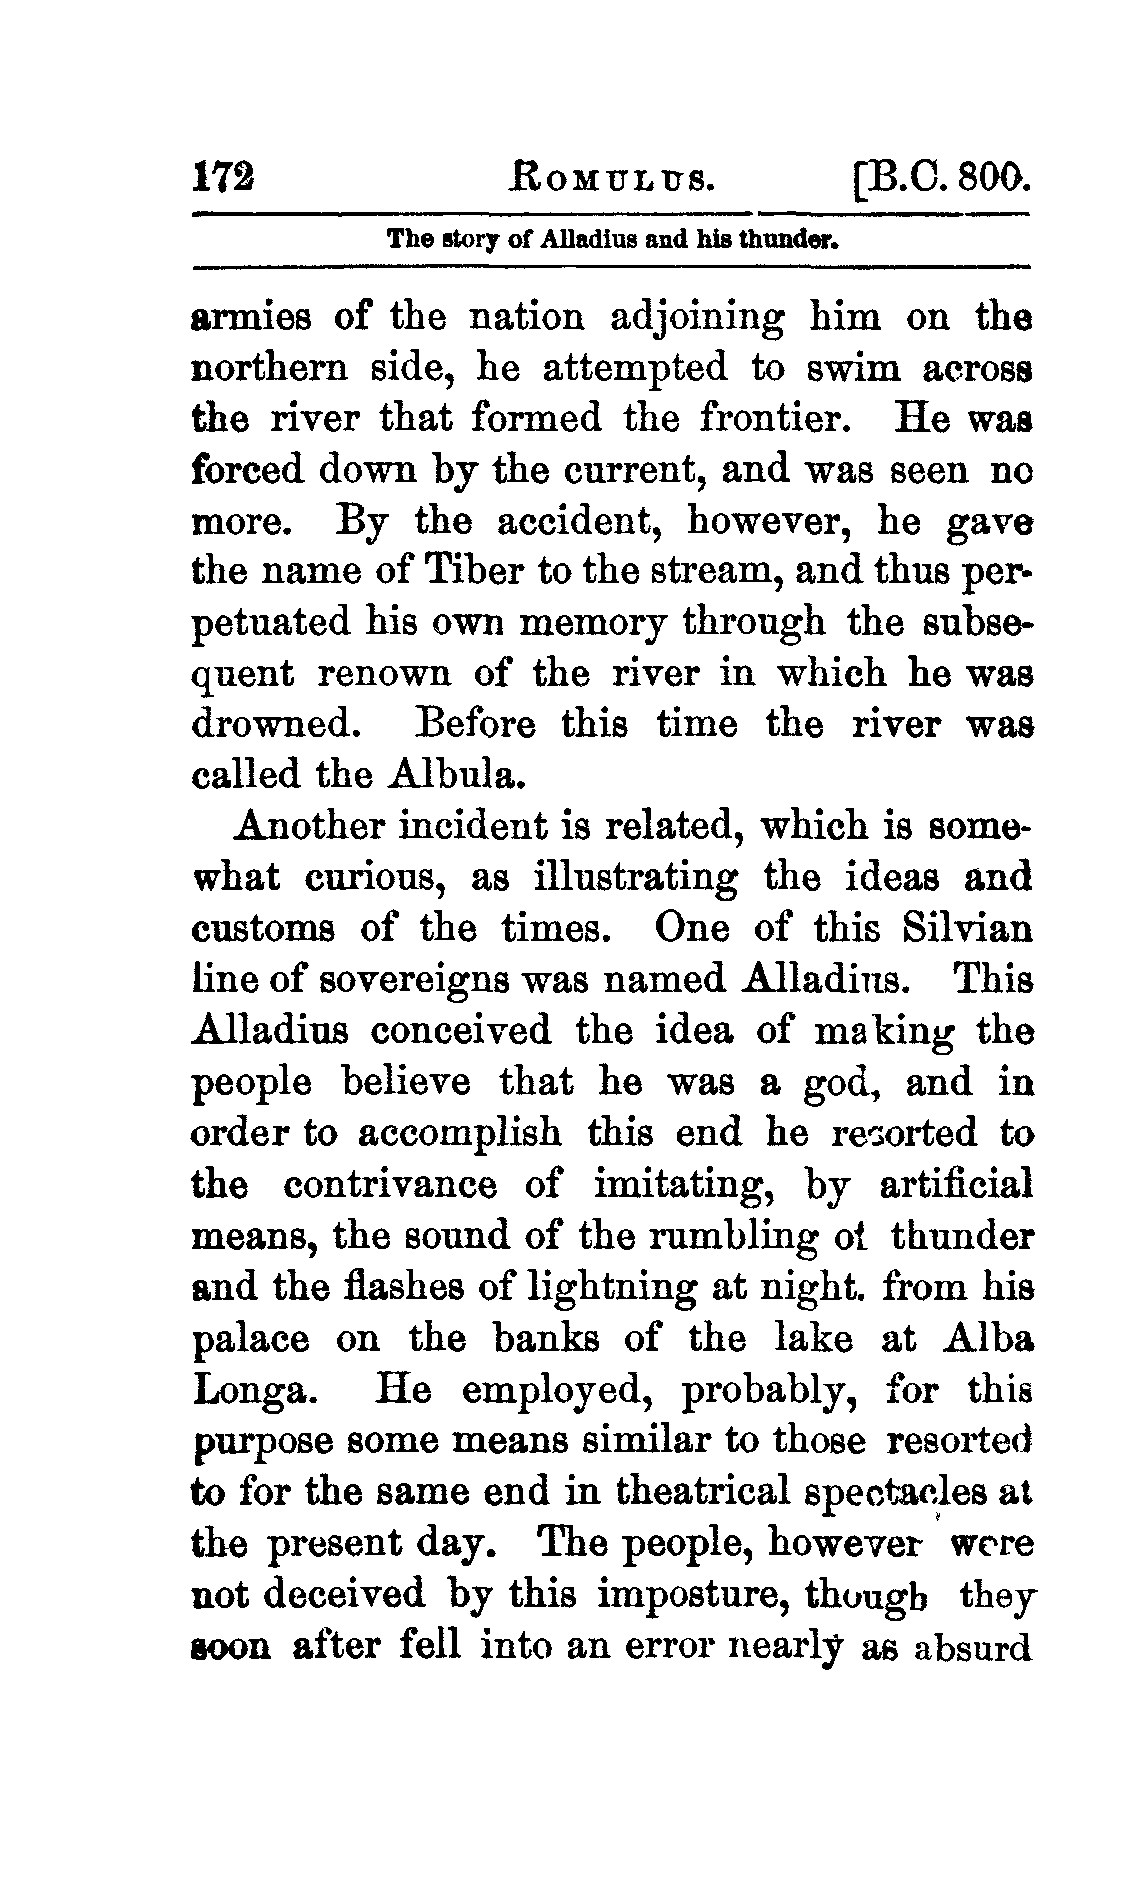 172 ROMULUS. [B.C. 800.
The story of Alladius and his thunder.
armies of the nation adjoining him on the
northern side, he attempted to swim across
the river that formed the frontier. He was
forced down by the current, and was seen no
more. By the accident, however, he gave
the name of Tiber to the stream, and thus per-
petuated his own memory through the subse-
quent renown of the river in which he was
drowned. Before this time the river was
called the Albula.
Another incident is related, which is some-
what curious, as illustrating the ideas and
customs of the times. One of this Silvian
line of sovereigns was named Alladius. This
Alladius conceived the idea of making the
people believe that he was a god, and in
order to accomplish this end he resorted to
the contrivance of imitating, by artificial
means, the sound of the rumbling of thunder
and the flashes of lightning at night. from his
palace on the banks of the lake at Alba
Longa. He employed, probably, for this
purpose some means similar to those resorted
to for the same end in theatrical spectacles at
the present day. The people, however were
not deceived by this imposture, though they
soon after fell into an error nearly as absurd